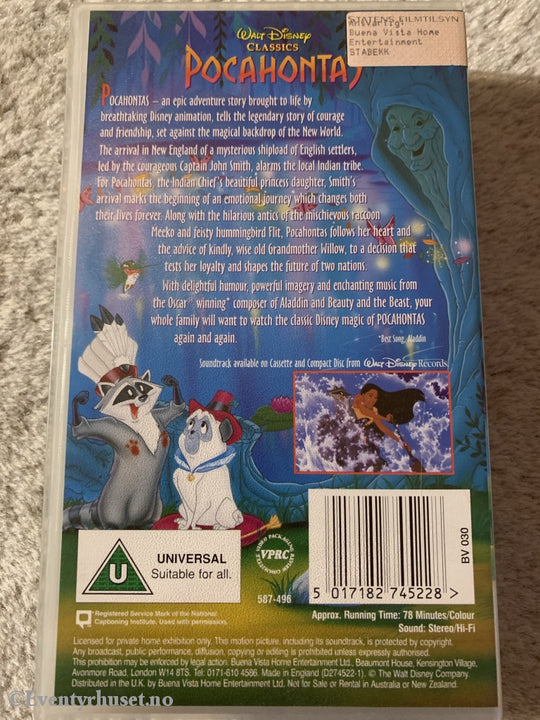 WALT DISNEY
CLASSICS
POCAHONTAS
STATENS FILMTILSYN
Ansvarlig:
Buena Vista Home
Entertainment
STABEKK
POCAHONTAS – an epic adventure story brought to life by
breathtaking Disney animation, tells the legendary story of courage
and friendship, set against the magical backdrop of the New World.
The arrival in New England of a mysterious shipload of English settlers,
led by the courageous Captain John Smith, alarms the local Indian tribe.
For Pocahontas, the Indian Chief's beautiful princess daughter, Smith's
arrival marks the beginning of an emotional journey which changes both
their lives forever. Along with the hilarious antics of the mischievous raccoon
Meeko and feisty hummingbird Flit, Pocahontas follows her heart and
the advice of kindly, wise old Grandmother Willow, to a decision that
tests her loyalty and shapes the future of two nations.
With delightful humour, powerful imagery and enchanting music from
the Oscar® winning* composer of Aladdin and Beauty and the Beast, your
whole family will want to watch the classic Disney magic of POCAHONTAS
again and again.
*Best Song, Aladdin
Soundtrack available on Cassette and Compact Disc from WALT DISNEY Records
U
UNIVERSAL
Suitable for all.
VIDEO PACKAGING REVIEW COMMITTEE
VPRC
587-496
BV 030
5 017182 745228 >
Registered Service Mark of the National
Captioning Institute. Used with permission.
Approx. Running Time: 78 Minutes/Colour
Sound: Stereo/Hi-Fi
Licensed for private home exhibition only. This motion picture, including its soundtrack, is protected by copyright.
Any broadcast, public performance, diffusion, copying or editing is prohibited unless expressly authorised.
This prohibition may be enforced by legal action. Buena Vista Home Entertainment Ltd., Beaumont House, Kensington Village,
Avonmore Road, London W14 8TS. Tel: 0171-610 4566. Made in England (D274522-1). © The Walt Disney Company.
Distributed in the U.K. by Buena Vista Home Entertainment Ltd. Not for Sale or Rental in Australia or New Zealand.
© Eventyrhuset.no